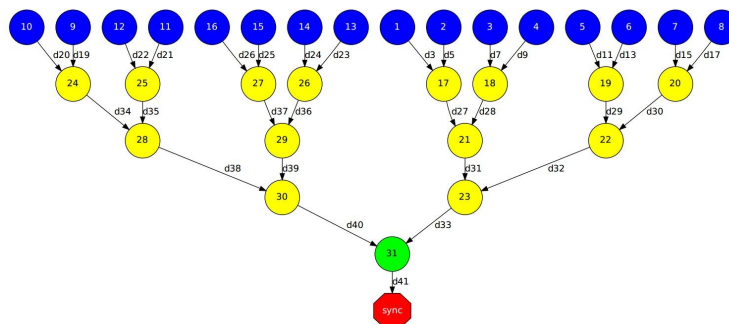 10 9 12 11 16 15 14 13 1 2 3 4 5 6 7 8
d20 d19 d22 d21 d26 d25 d24 d23 d3 d5 d7 d9 d11 d13 d15 d17
24 25 27 26 17 18 19 20
d34 d35 d37 d36 d27 d28 d29 d30
28 29 21 22
d38 d39 d31 d32
30 23
d40 d33
31
d41
sync